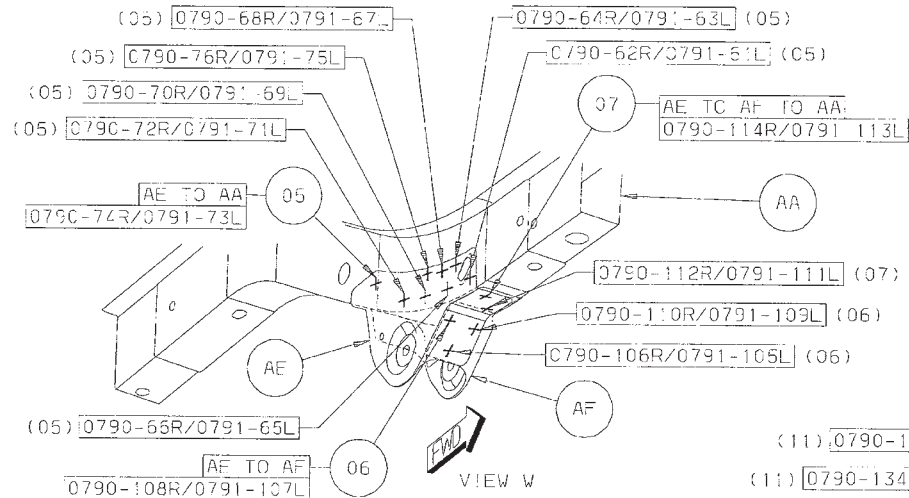 (05) 0790-68R/0791-67L
0790-64R/0791-63L (05)
(05) 0790-76R/0791-75L
0790-62R/0791-61L (05)
(05) 0790-70R/0791-69L
07
AE TO AF TO AA
0790-114R/0791-113L
(05) 0790-72R/0791-71L
AE TO AA
0790-74R/0791-73L
05
AA
0790-112R/0791-111L (07)
0790-110R/0791-109L (06)
AE
0790-106R/0791-105L (06)
AF
(05) 0790-66R/0791-65L
FWD
(11) 0790-1
AE TO AF
0790-108R/0791-107L
06
VIEW W
(11) 0790-134